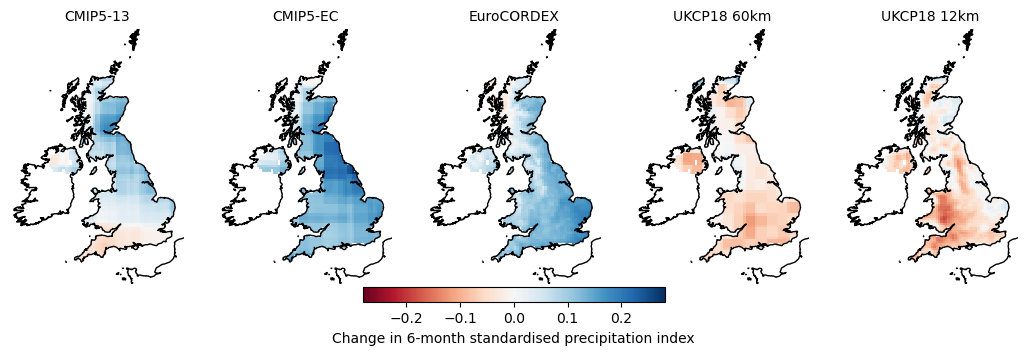 CMIP5-13 CMIP5-EC EuroCORDEX UKCP18 60km UKCP18 12km
−0.2 −0.1 0.0 0.1 0.2
Change in 6-month standardised precipitation index